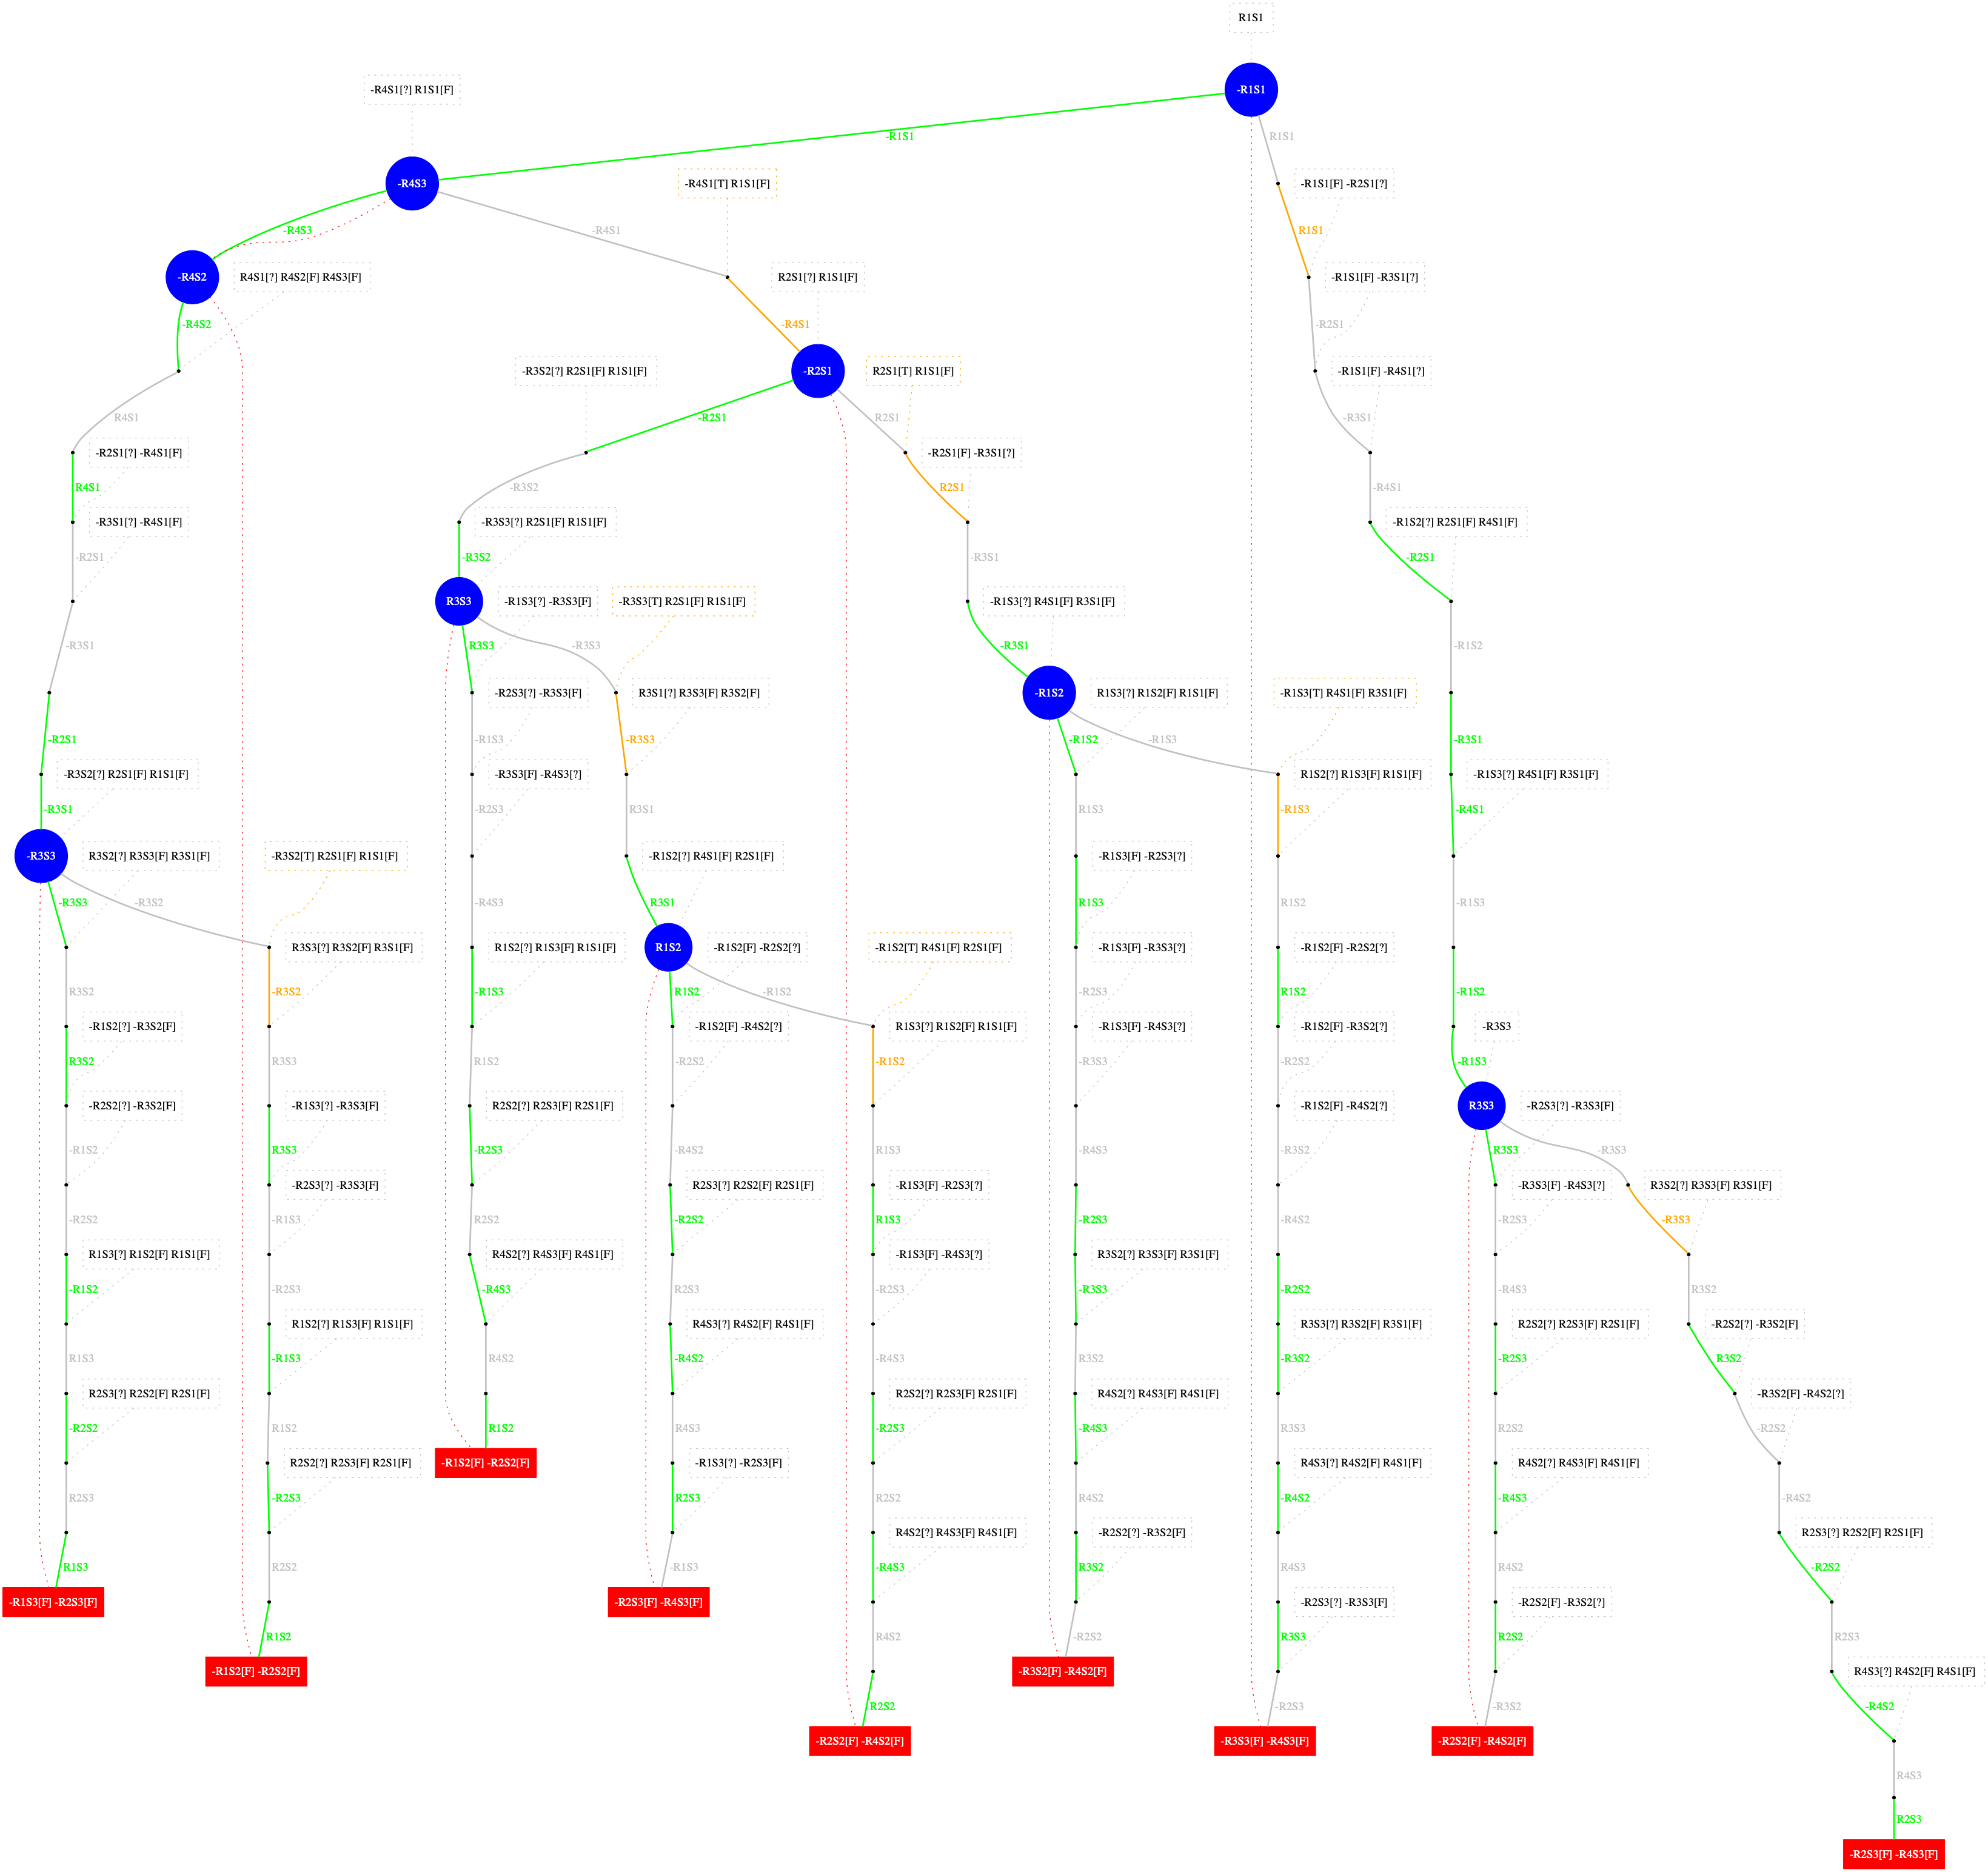 R1S1
-R4S1[?] R1S1[F]
-R1S1
-R1S1
R1S1
-R4S3
-R4S1[T] R1S1[F]
-R1S1[F] -R2S1[?]
-R4S3
-R4S1
R1S1
-R4S2
R4S1[?] R4S2[F] R4S3[F]
R2S1[?] R1S1[F]
-R1S1[F] -R3S1[?]
-R4S2
-R4S1
-R2S1
-R3S2[?] R2S1[F] R1S1[F]
-R2S1
R2S1[T] R1S1[F]
-R1S1[F] -R4S1[?]
R4S1
-R2S1
R2S1
-R3S1
-R2S1[?] -R4S1[F]
-R2S1[F] -R3S1[?]
R4S1
-R3S2
R2S1
-R4S1
-R3S1[?] -R4S1[F]
-R3S3[?] R2S1[F] R1S1[F]
-R1S2[?] R2S1[F] R4S1[F]
-R2S1
-R3S2
-R3S1
-R2S1
R3S3
-R1S3[?] -R3S3[F]
-R3S3[T] R2S1[F] R1S1[F]
-R1S3[?] R4S1[F] R3S1[F]
-R3S1
R3S3
-R3S3
-R3S1
-R1S2
-R2S3[?] -R3S3[F]
R3S1[?] R3S3[F] R3S2[F]
-R1S2
R1S3[?] R1S2[F] R1S1[F]
-R1S3[T] R4S1[F] R3S1[F]
-R2S1
-R1S3
-R3S3
-R1S2
-R1S3
-R3S1
-R3S2[?] R2S1[F] R1S1[F]
-R3S3[F] -R4S3[?]
R1S2[?] R1S3[F] R1S1[F]
-R1S3[?] R4S1[F] R3S1[F]
-R3S1
-R2S3
R3S1
R1S3
-R1S3
-R4S1
-R3S3
R3S2[?] R3S3[F] R3S1[F]
-R3S2[T] R2S1[F] R1S1[F]
-R1S2[?] R4S1[F] R2S1[F]
-R1S3[F] -R2S3[?]
-R3S3
-R3S2
-R4S3
R3S1
R1S3
R1S2
-R1S3
R3S3[?] R3S2[F] R3S1[F]
R1S2[?] R1S3[F] R1S1[F]
R1S2
-R1S2[F] -R2S2[?]
-R1S2[T] R4S1[F] R2S1[F]
-R1S3[F] -R3S3[?]
-R1S2[F] -R2S2[?]
R3S2
-R3S2
-R1S3
R1S2
-R1S2
-R2S3
R1S2
-R1S2
-R1S2[?] -R3S2[F]
-R1S2[F] -R4S2[?]
R1S3[?] R1S2[F] R1S1[F]
-R1S3[F] -R4S3[?]
-R1S2[F] -R3S2[?]
-R3S3
R3S2
R3S3
R1S2
-R2S2
-R1S2
-R3S3
-R2S2
-R1S3
-R2S2[?] -R3S2[F]
-R1S3[?] -R3S3[F]
R2S2[?] R2S3[F] R2S1[F]
-R1S2[F] -R4S2[?]
R3S3
-R2S3[?] -R3S3[F]
-R1S2
R3S3
-R2S3
-R4S2
R1S3
-R4S3
-R3S2
R3S3
-R3S3
-R2S3[?] -R3S3[F]
R2S3[?] R2S2[F] R2S1[F]
-R1S3[F] -R2S3[?]
-R3S3[F] -R4S3[?]
R3S2[?] R3S3[F] R3S1[F]
-R2S2
-R1S3
R2S2
-R2S2
R1S3
-R2S3
-R4S2
-R2S3
-R3S3
R1S3[?] R1S2[F] R1S1[F]
R4S2[?] R4S3[F] R4S1[F]
-R1S3[F] -R4S3[?]
R3S2[?] R3S3[F] R3S1[F]
-R1S2
-R2S3
-R4S3
R2S3
-R2S3
-R3S3
-R2S2
-R4S3
R3S2
R1S2[?] R1S3[F] R1S1[F]
R4S3[?] R4S2[F] R4S1[F]
R3S3[?] R3S2[F] R3S1[F]
R2S2[?] R2S3[F] R2S1[F]
-R2S2[?] -R3S2[F]
R1S3
-R1S3
R4S2
-R4S2
-R4S3
R3S2
-R3S2
-R2S3
R3S2
R2S3[?] R2S2[F] R2S1[F]
R2S2[?] R2S3[F] R2S1[F]
R4S2[?] R4S3[F] R4S1[F]
-R3S2[F] -R4S2[?]
-R2S2
R1S2
R1S2
R4S3
-R2S3
-R4S3
R3S3
R2S2
-R2S2
R2S2[?] R2S3[F] R2S1[F]
-R1S2[F] -R2S2[F]
-R1S3[?] -R2S3[F]
R4S3[?] R4S2[F] R4S1[F]
R4S2[?] R4S3[F] R4S1[F]
R2S3
-R2S3
R2S3
R2S2
R4S2
-R4S2
-R4S3
-R4S2
R4S2[?] R4S3[F] R4S1[F]
-R2S2[?] -R3S2[F]
R2S3[?] R2S2[F] R2S1[F]
R1S3
R2S2
-R1S3
-R4S3
R3S2
R4S3
R4S2
-R2S2
-R1S3[F] -R2S3[F]
-R2S3[F] -R4S3[F]
-R2S3[?] -R3S3[F]
-R2S2[F] -R3S2[?]
R1S2
R4S2
-R2S2
R3S3
R2S2
R2S3
-R1S2[F] -R2S2[F]
-R3S2[F] -R4S2[F]
R4S3[?] R4S2[F] R4S1[F]
R2S2
-R2S3
-R3S2
-R4S2
-R2S2[F] -R4S2[F]
-R3S3[F] -R4S3[F]
-R2S2[F] -R4S2[F]
R4S3
R2S3
-R2S3[F] -R4S3[F]